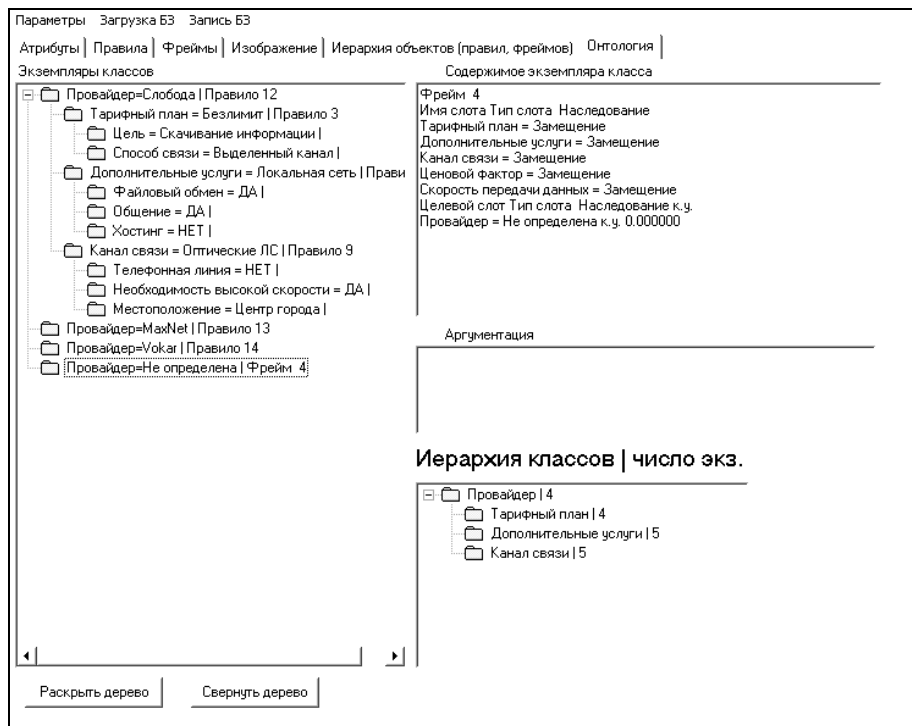 Параметры Загрузка БЗ Запись БЗ
Атрибуты Правила Фреймы Изображение Иерархия объектов (правил, фреймов) Онтология
Экземпляры классов
Провайдер=Слобода | Правило 12
Тарифный план = Безлимит | Правило 3
Цель = Скачивание информации |
Способ связи = Выделенный канал |
Дополнительные услуги = Локальная сеть | Прави
Файловый обмен = ДА |
Общение = ДА |
Хостинг = НЕТ |
Канал связи = Оптические ЛС | Правило 9
Телефонная линия = НЕТ |
Необходимость высокой скорости = ДА |
Местоположение = Центр города |
Провайдер=MaxNet | Правило 13
Провайдер=Vokar | Правило 14
Провайдер=Не определена | Фрейм 4
Содержимое экземпляра класса
Фрейм 4
Имя слота Тип слота Наследование
Тарифный план = Замещение
Дополнительные услуги = Замещение
Канал связи = Замещение
Ценовой фактор = Замещение
Скорость передачи данных = Замещение
Целевой слот Тип слота Наследование к.у.
Провайдер = Не определена к.у. 0.000000
Аргументация
Иерархия классов | число экз.
Провайдер | 4
Тарифный план | 4
Дополнительные услуги | 5
Канал связи | 5
Раскрыть дерево Свернуть дерево